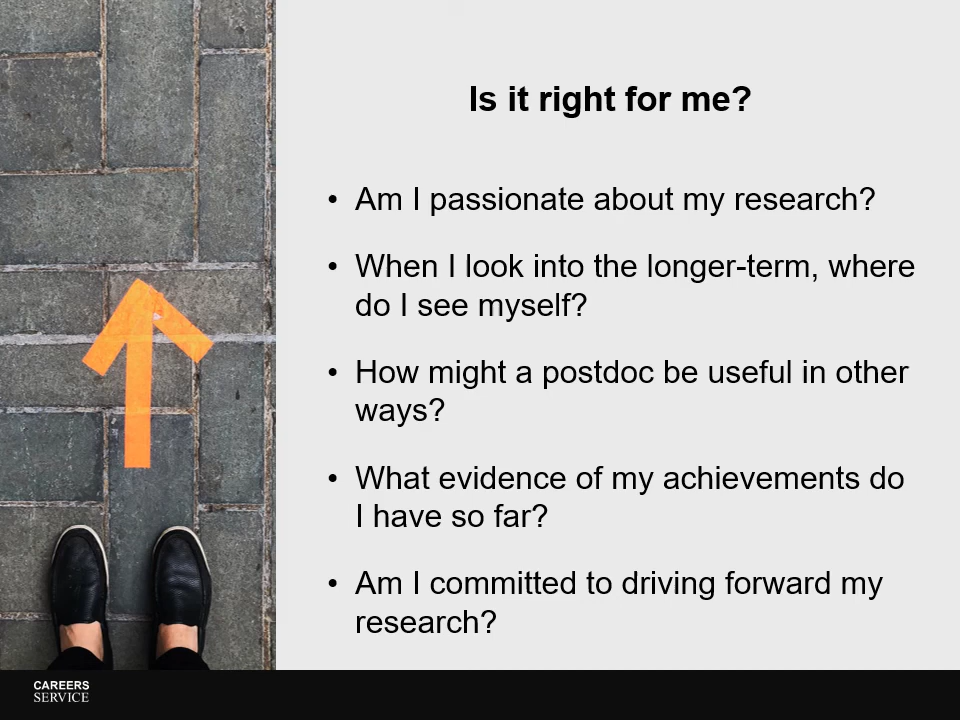 Is it right for me?
• Am I passionate about my research?
• When I look into the longer-term, where
do I see myself?
• How might a postdoc be useful in other
ways?
• What evidence of my achievements do
I have so far?
• Am I committed to driving forward my
research?
CAREERS
SERVICE